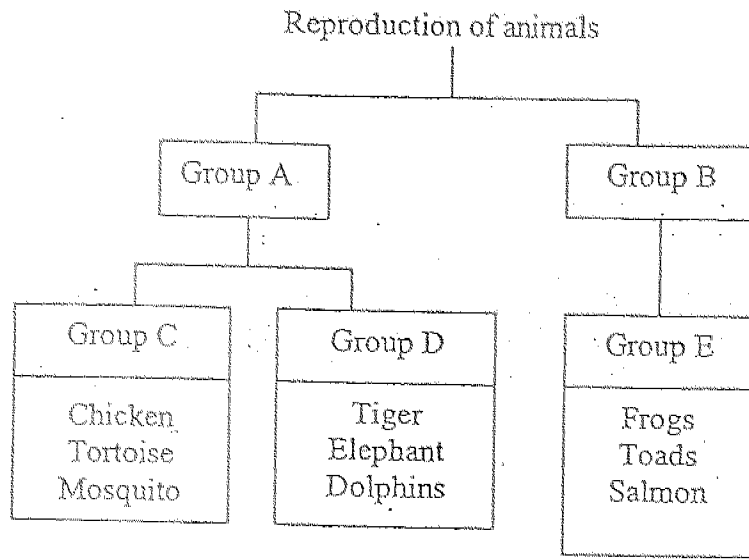 Reproduction of animals
Group A
Group B
Group C
Group D
Group E
Chicken
Tortoise
Mosquito
Tiger
Elephant
Dolphins
Frogs
Toads
Salmon